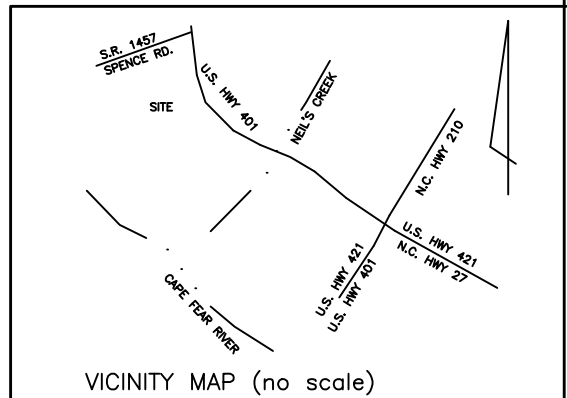 S.R. 1457
SPENCE RD.
U.S. HWY 401
SITE
NEIL'S CREEK
N.C. HWY 210
U.S. HWY 421
N.C. HWY 27
U.S. HWY 421
U.S. HWY 401
CAPE FEAR RIVER
VICINITY MAP (no scale)